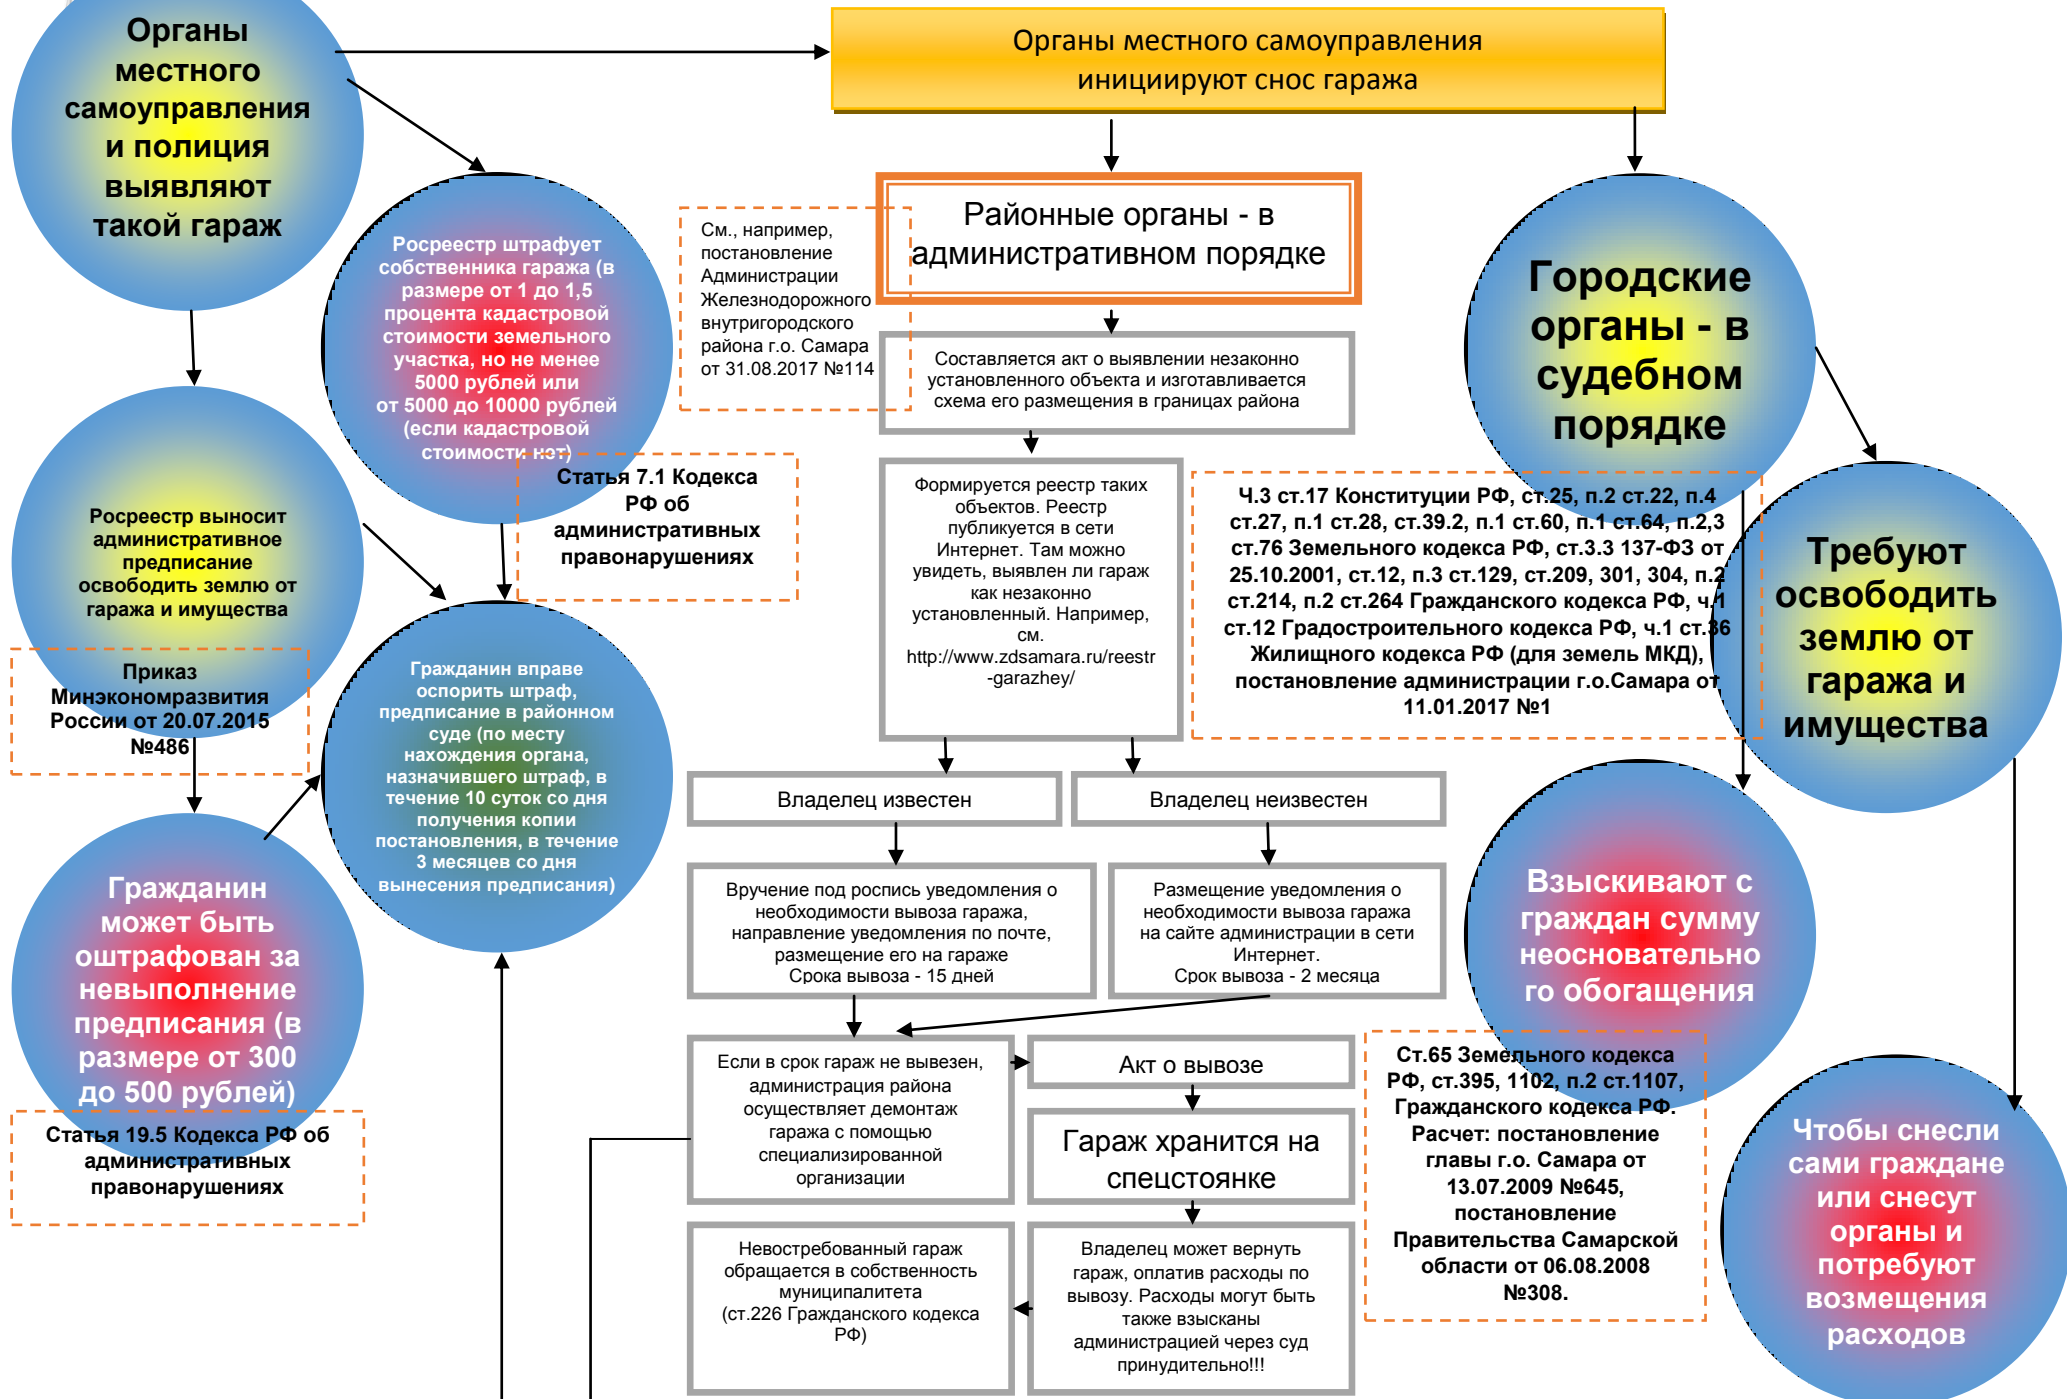 Органы
местного
самоуправления
и полиция
выявляют
такой гараж
Органы местного самоуправления
инициируют снос гаража
Росреестр штрафует
собственника гаража (в
размере от 1 до 1,5
процента кадастровой
стоимости земельного
участка, но не менее
5000 рублей или
от 5000 до 10000 рублей
(если кадастровой
стоимости нет)
Статья 7.1 Кодекса
РФ об
административных
правонарушениях
См., например,
постановление
Администрации
Железнодорожного
внутригородского
района г.о. Самара
от 31.08.2017 №114
Районные органы - в
административном порядке
Городские
органы - в
судебном
порядке
Составляется акт о выявлении незаконно
установленного объекта и изготавливается
схема его размещения в границах района
Росреестр выносит
административное
предписание
освободить землю от
гаража и имущества
Приказ
Минэкономразвития
России от 20.07.2015
№486
Формируется реестр таких
объектов. Реестр
публикуется в сети
Интернет. Там можно
увидеть, выявлен ли гараж
как незаконно
установленный. Например,
см.
http://www.zdsamara.ru/reestr
-garazhey/
Ч.3 ст.17 Конституции РФ, ст.25, п.2 ст.22, п.4
ст.27, п.1 ст.28, ст.39.2, п.1 ст.60, п.1 ст.64, п.2,3
ст.76 Земельного кодекса РФ, ст.3.3 137-ФЗ от
25.10.2001, ст.12, п.3 ст.129, ст.209, 301, 304, п.2
ст.214, п.2 ст.264 Гражданского кодекса РФ, ч.1
ст.12 Градостроительного кодекса РФ, ч.1 ст.36
Жилищного кодекса РФ (для земель МКД),
постановление администрации г.о.Самара от
11.01.2017 №1
Требуют
освободить
землю от
гаража и
имущества
Гражданин вправе
оспорить штраф,
предписание в районном
суде (по месту
нахождения органа,
назначившего штраф, в
течение 10 суток со дня
получения копии
постановления, в течение
3 месяцев со дня
вынесения предписания)
Владелец известен
Владелец неизвестен
Гражданин
может быть
оштрафован за
невыполнение
предписания (в
размере от 300
до 500 рублей)
Статья 19.5 Кодекса РФ об
административных
правонарушениях
Вручение под роспись уведомления о
необходимости вывоза гаража,
направление уведомления по почте,
размещение его на гараже
Срока вывоза - 15 дней
Размещение уведомления о
необходимости вывоза гаража
на сайте администрации в сети
Интернет.
Срок вывоза - 2 месяца
Взыскивают с
граждан сумму
неосновательно
го обогащения
Ст.65 Земельного кодекса
РФ, ст.395, 1102, п.2 ст.1107,
Гражданского кодекса РФ.
Расчет: постановление
главы г.о. Самара от
13.07.2009 №645,
постановление
Правительства Самарской
области от 06.08.2008
№308.
Если в срок гараж не вывезен,
администрация района
осуществляет демонтаж
гаража с помощью
специализированной
организации
Акт о вывозе
Гараж хранится на
спецстоянке
Чтобы снесли
сами граждане
или снесут
органы и
потребуют
возмещения
расходов
Невостребованный гараж
обращается в собственность
муниципалитета
(ст.226 Гражданского кодекса
РФ)
Владелец может вернуть
гараж, оплатив расходы по
вывозу. Расходы могут быть
также взысканы
администрацией через суд
принудительно!!!